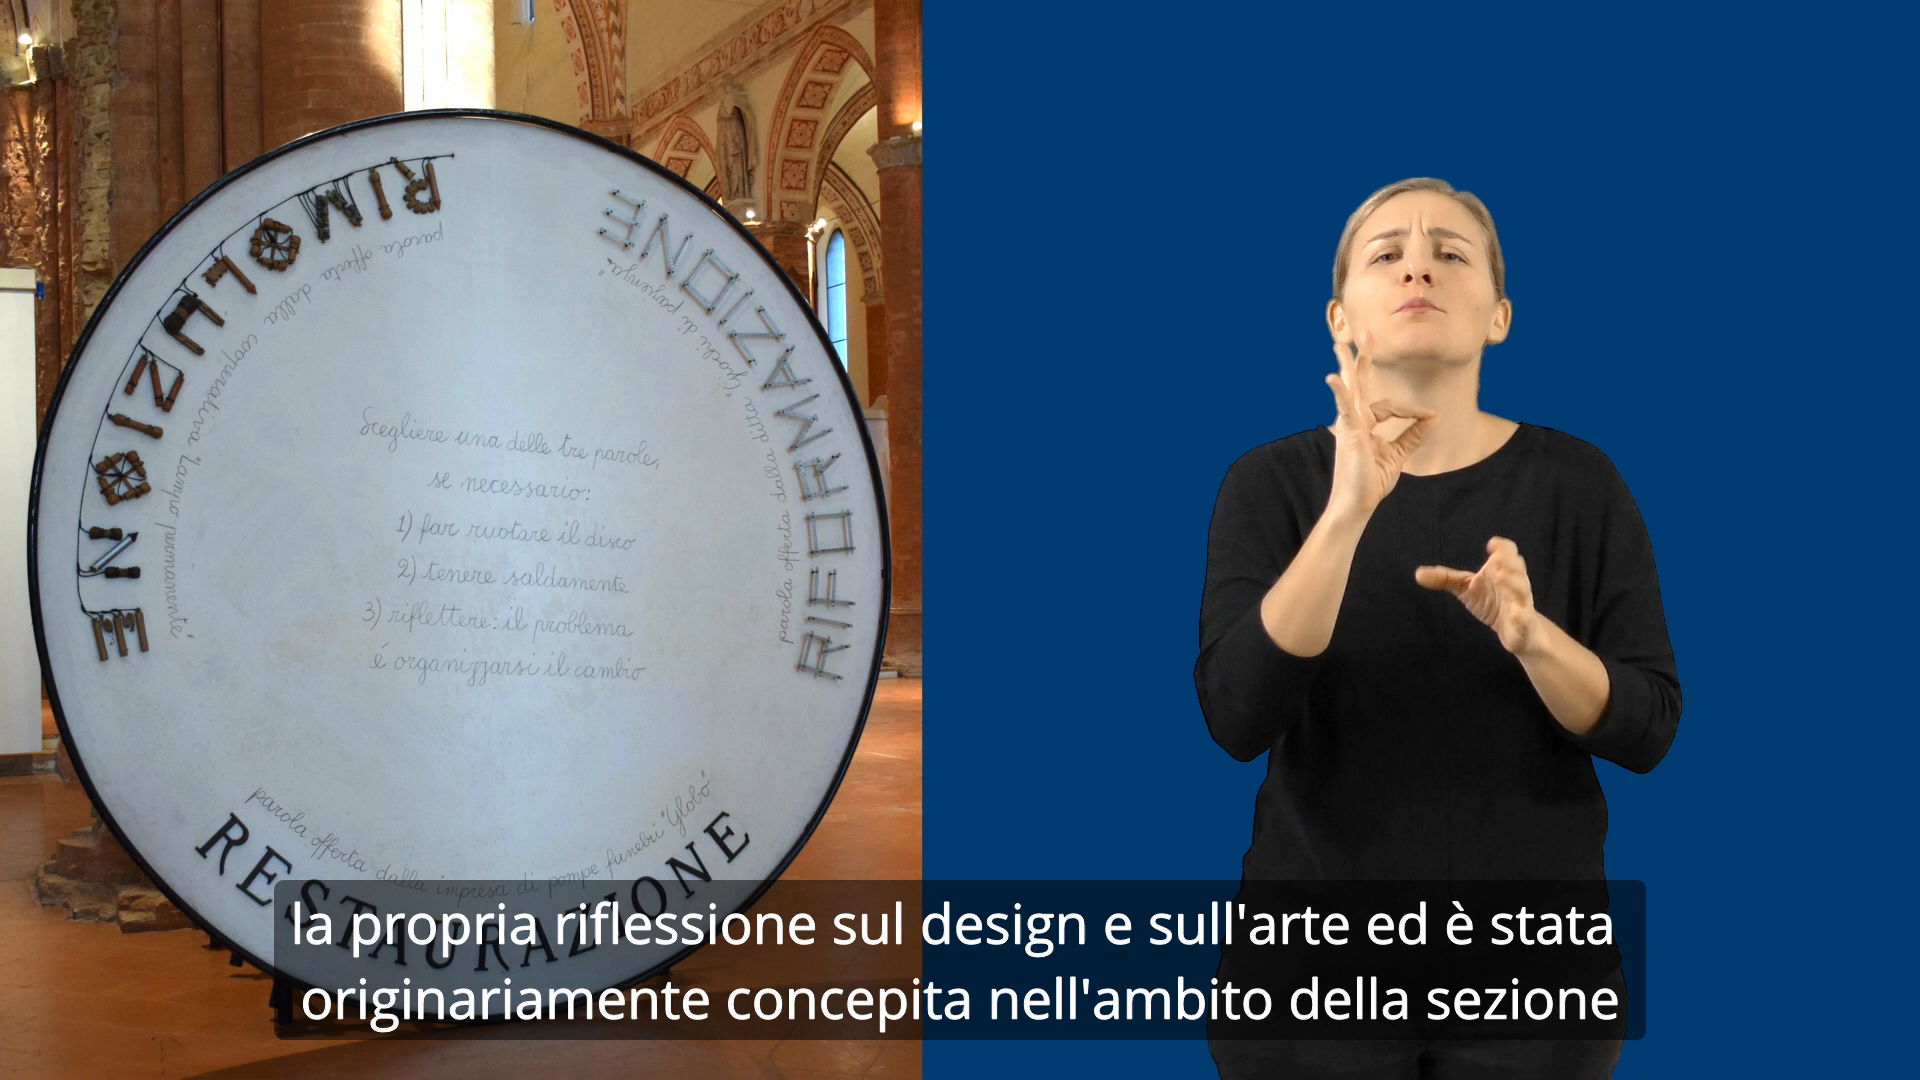 RIVOLUZIONE
parola offerta dalla cooperativa "Lampo permanente"
RIFORMAZIONE
parola offerta dalla ditta "Giochi di pazienza"
Scegliere una delle tre parole,
se necessario:
1) far ruotare il disco
2) tenere saldamente
3) riflettere: il problema
é organizzarsi il cambio
parola offerta dalla impresa di pompe funebri "Globo"
RESTAURAZIONE
la propria riflessione sul design e sull'arte ed è stata
originariamente concepita nell'ambito della sezione